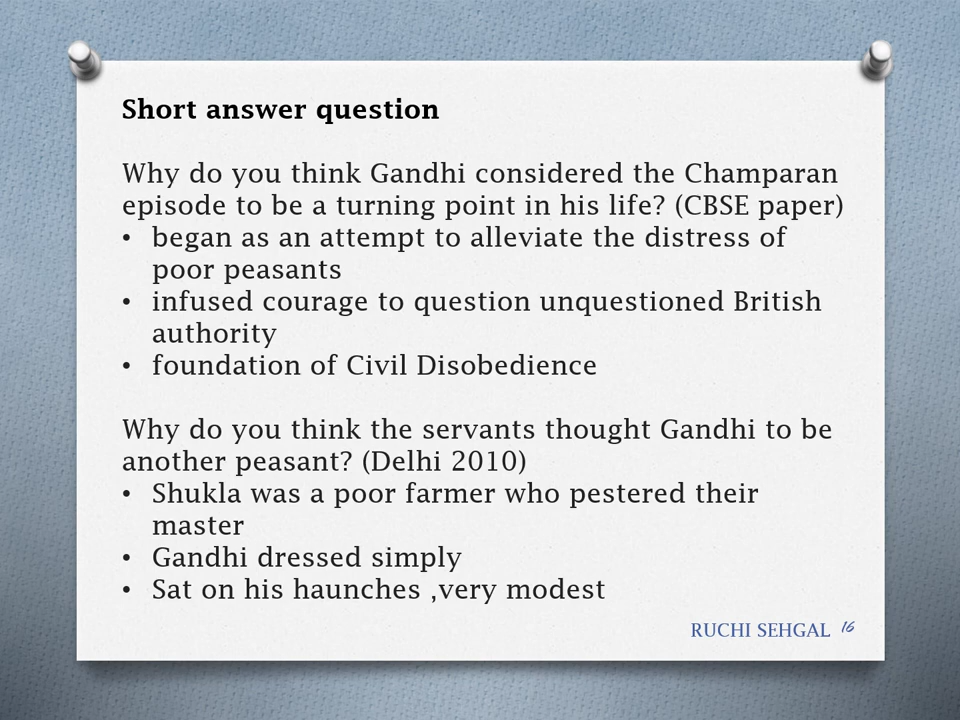 Short answer question
Why do you think Gandhi considered the Champaran
episode to be a turning point in his life? (CBSE paper)
• began as an attempt to alleviate the distress of
poor peasants
• infused courage to question unquestioned British
authority
• foundation of Civil Disobedience
Why do you think the servants thought Gandhi to be
another peasant? (Delhi 2010)
• Shukla was a poor farmer who pestered their
master
• Gandhi dressed simply
• Sat on his haunches ,very modest
RUCHI SEHGAL 16